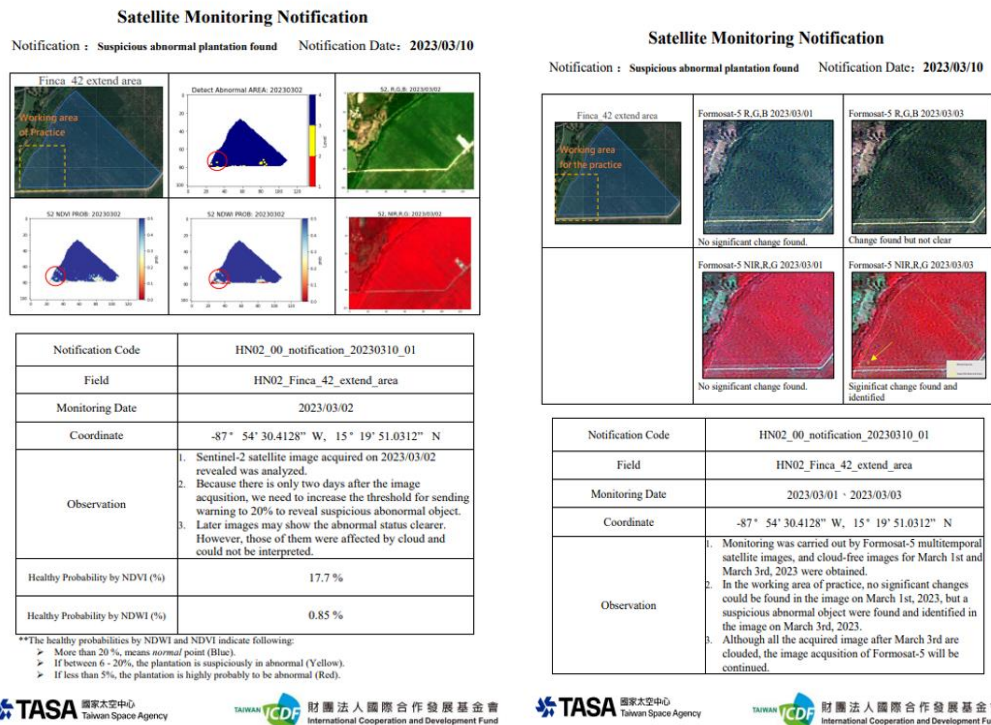 Satellite Monitoring Notification
Notification : Suspicious abnormal plantation found Notification Date: 2023/03/10
Finca_42 extend area
Working area
of Practice
Detect Abnormal AREA: 20230302
S2, R,G,B: 2023/03/02
S2 NDVI PROB: 20230302
S2 NDWI PROB: 20230302
S2, NIR,R,G: 2023/03/02
Notification Code HN02_00_notification_20230310_01
Field HN02_Finca_42_extend_area
Monitoring Date 2023/03/02
Coordinate -87° 54’ 30.4128” W, 15° 19’ 51.0312” N
Observation
1. Sentinel-2 satellite image acquired on 2023/03/02
revealed was analyzed.
2. Because there is only two days after the image
acqusition, we need to increase the threshold for sending
warning to 20% to reveal suspicious abonormal object.
3. Later images may show the abnormal status clearer.
However, those of them were affected by cloud and
could not be interpreted.
Healthy Probability by NDVI (%) 17.7 %
Healthy Probability by NDWI (%) 0.85 %
**The healthy probabilities by NDWI and NDVI indicate following:
➢ More than 20 %, means normal point (Blue).
➢ If between 6 - 20%, the plantation is suspiciously in abnormal (Yellow).
➢ If less than 5%, the plantation is highly probably to be abnormal (Red).
TASA 國家太空中心
Taiwan Space Agency
TAIWAN ICDF 財團法人國際合作發展基金會
International Cooperation and Development Fund
Satellite Monitoring Notification
Notification : Suspicious abnormal plantation found Notification Date: 2023/03/10
Finca_42 extend area
Working area
for the practice
Formosat-5 R,G,B 2023/03/01
No significant change found.
Formosat-5 R,G,B 2023/03/03
Change found but not clear
Formosat-5 NIR,R,G 2023/03/01
No significant change found.
Formosat-5 NIR,R,G 2023/03/03
Siginificat change found and
identified
Notification Code HN02_00_notification_20230310_01
Field HN02_Finca_42_extend_area
Monitoring Date 2023/03/01、2023/03/03
Coordinate -87° 54’ 30.4128” W, 15° 19’ 51.0312” N
Observation
1. Monitoring was carried out by Formosat-5 multitemporal
satellite images, and cloud-free images for March 1st and
March 3rd, 2023 were obtained.
2. In the working area of practice, no significant changes
could be found in the image on March 1st, 2023, but a
suspicious abnormal object were found and identified in
the image on March 3rd, 2023.
3. Although all the acquired image after March 3rd are
clouded, the image acqusition of Formosat-5 will be
continued.
TASA 國家太空中心
Taiwan Space Agency
TAIWAN ICDF 財團法人國際合作發展基金會
International Cooperation and Development Fund